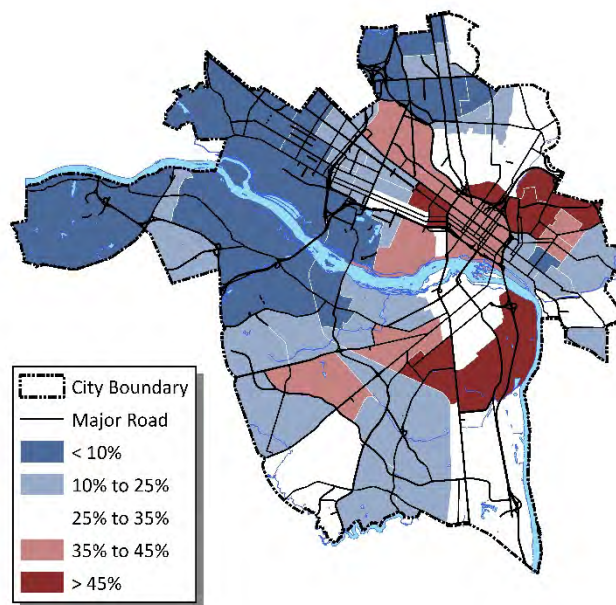 City Boundary
Major Road
< 10%
10% to 25%
25% to 35%
35% to 45%
> 45%